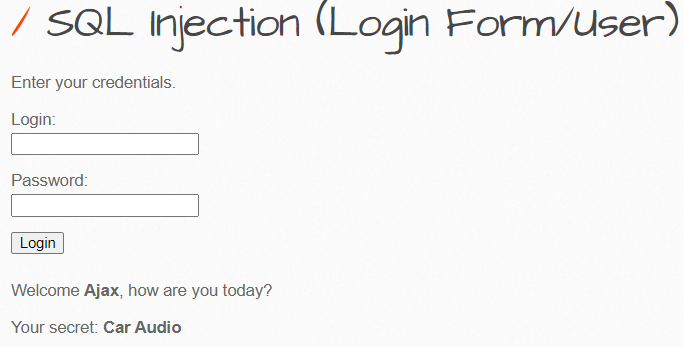 / SQL Injection (Login Form/User)
Enter your credentials.
Login:
Password:
Login
Welcome Ajax, how are you today?
Your secret: Car Audio